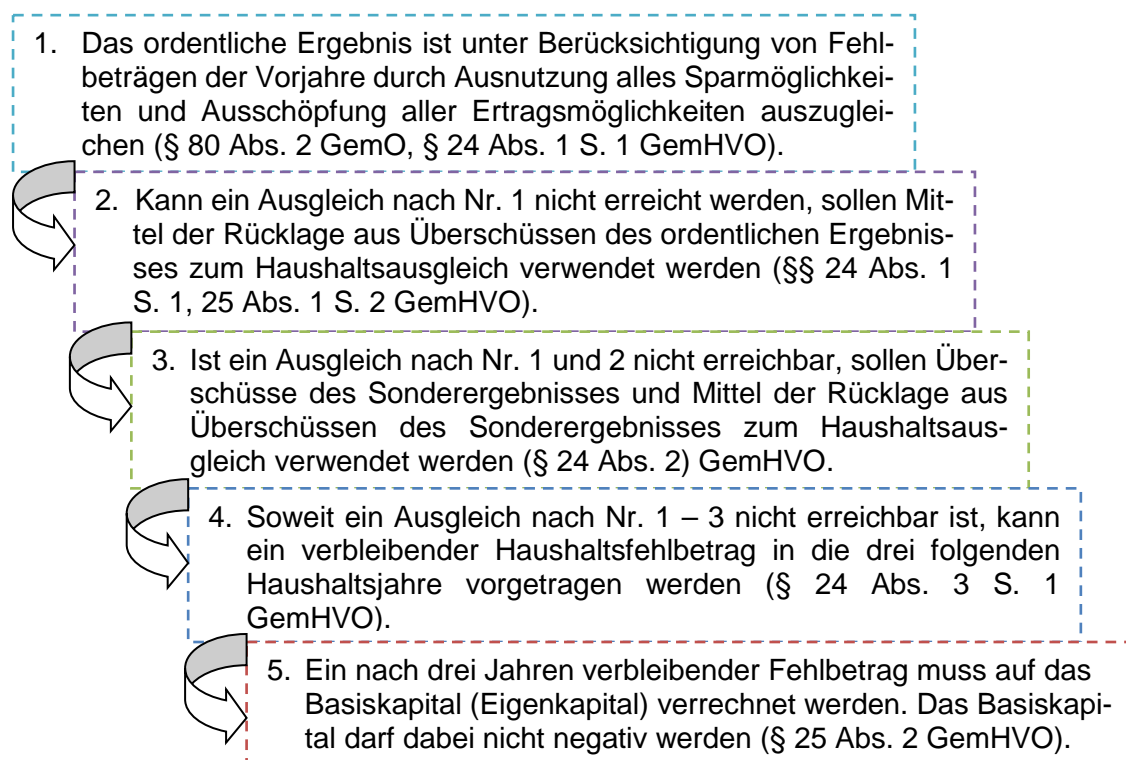 1. Das ordentliche Ergebnis ist unter Berücksichtigung von Fehl-
beträgen der Vorjahre durch Ausnutzung alles Sparmöglichkei-
ten und Ausschöpfung aller Ertragsmöglichkeiten auszuglei-
chen (§ 80 Abs. 2 GemO, § 24 Abs. 1 S. 1 GemHVO).
2. Kann ein Ausgleich nach Nr. 1 nicht erreicht werden, sollen Mit-
tel der Rücklage aus Überschüssen des ordentlichen Ergebnis-
ses zum Haushaltsausgleich verwendet werden (§§ 24 Abs. 1
S. 1, 25 Abs. 1 S. 2 GemHVO).
3. Ist ein Ausgleich nach Nr. 1 und 2 nicht erreichbar, sollen Über-
schüsse des Sonderergebnisses und Mittel der Rücklage aus
Überschüssen des Sonderergebnisses zum Haushaltsaus-
gleich verwendet werden (§ 24 Abs. 2) GemHVO.
4. Soweit ein Ausgleich nach Nr. 1 – 3 nicht erreichbar ist, kann
ein verbleibender Haushaltsfehlbetrag in die drei folgenden
Haushaltsjahre vorgetragen werden (§ 24 Abs. 3 S. 1
GemHVO).
5. Ein nach drei Jahren verbleibender Fehlbetrag muss auf das
Basiskapital (Eigenkapital) verrechnet werden. Das Basiskapi-
tal darf dabei nicht negativ werden (§ 25 Abs. 2 GemHVO).